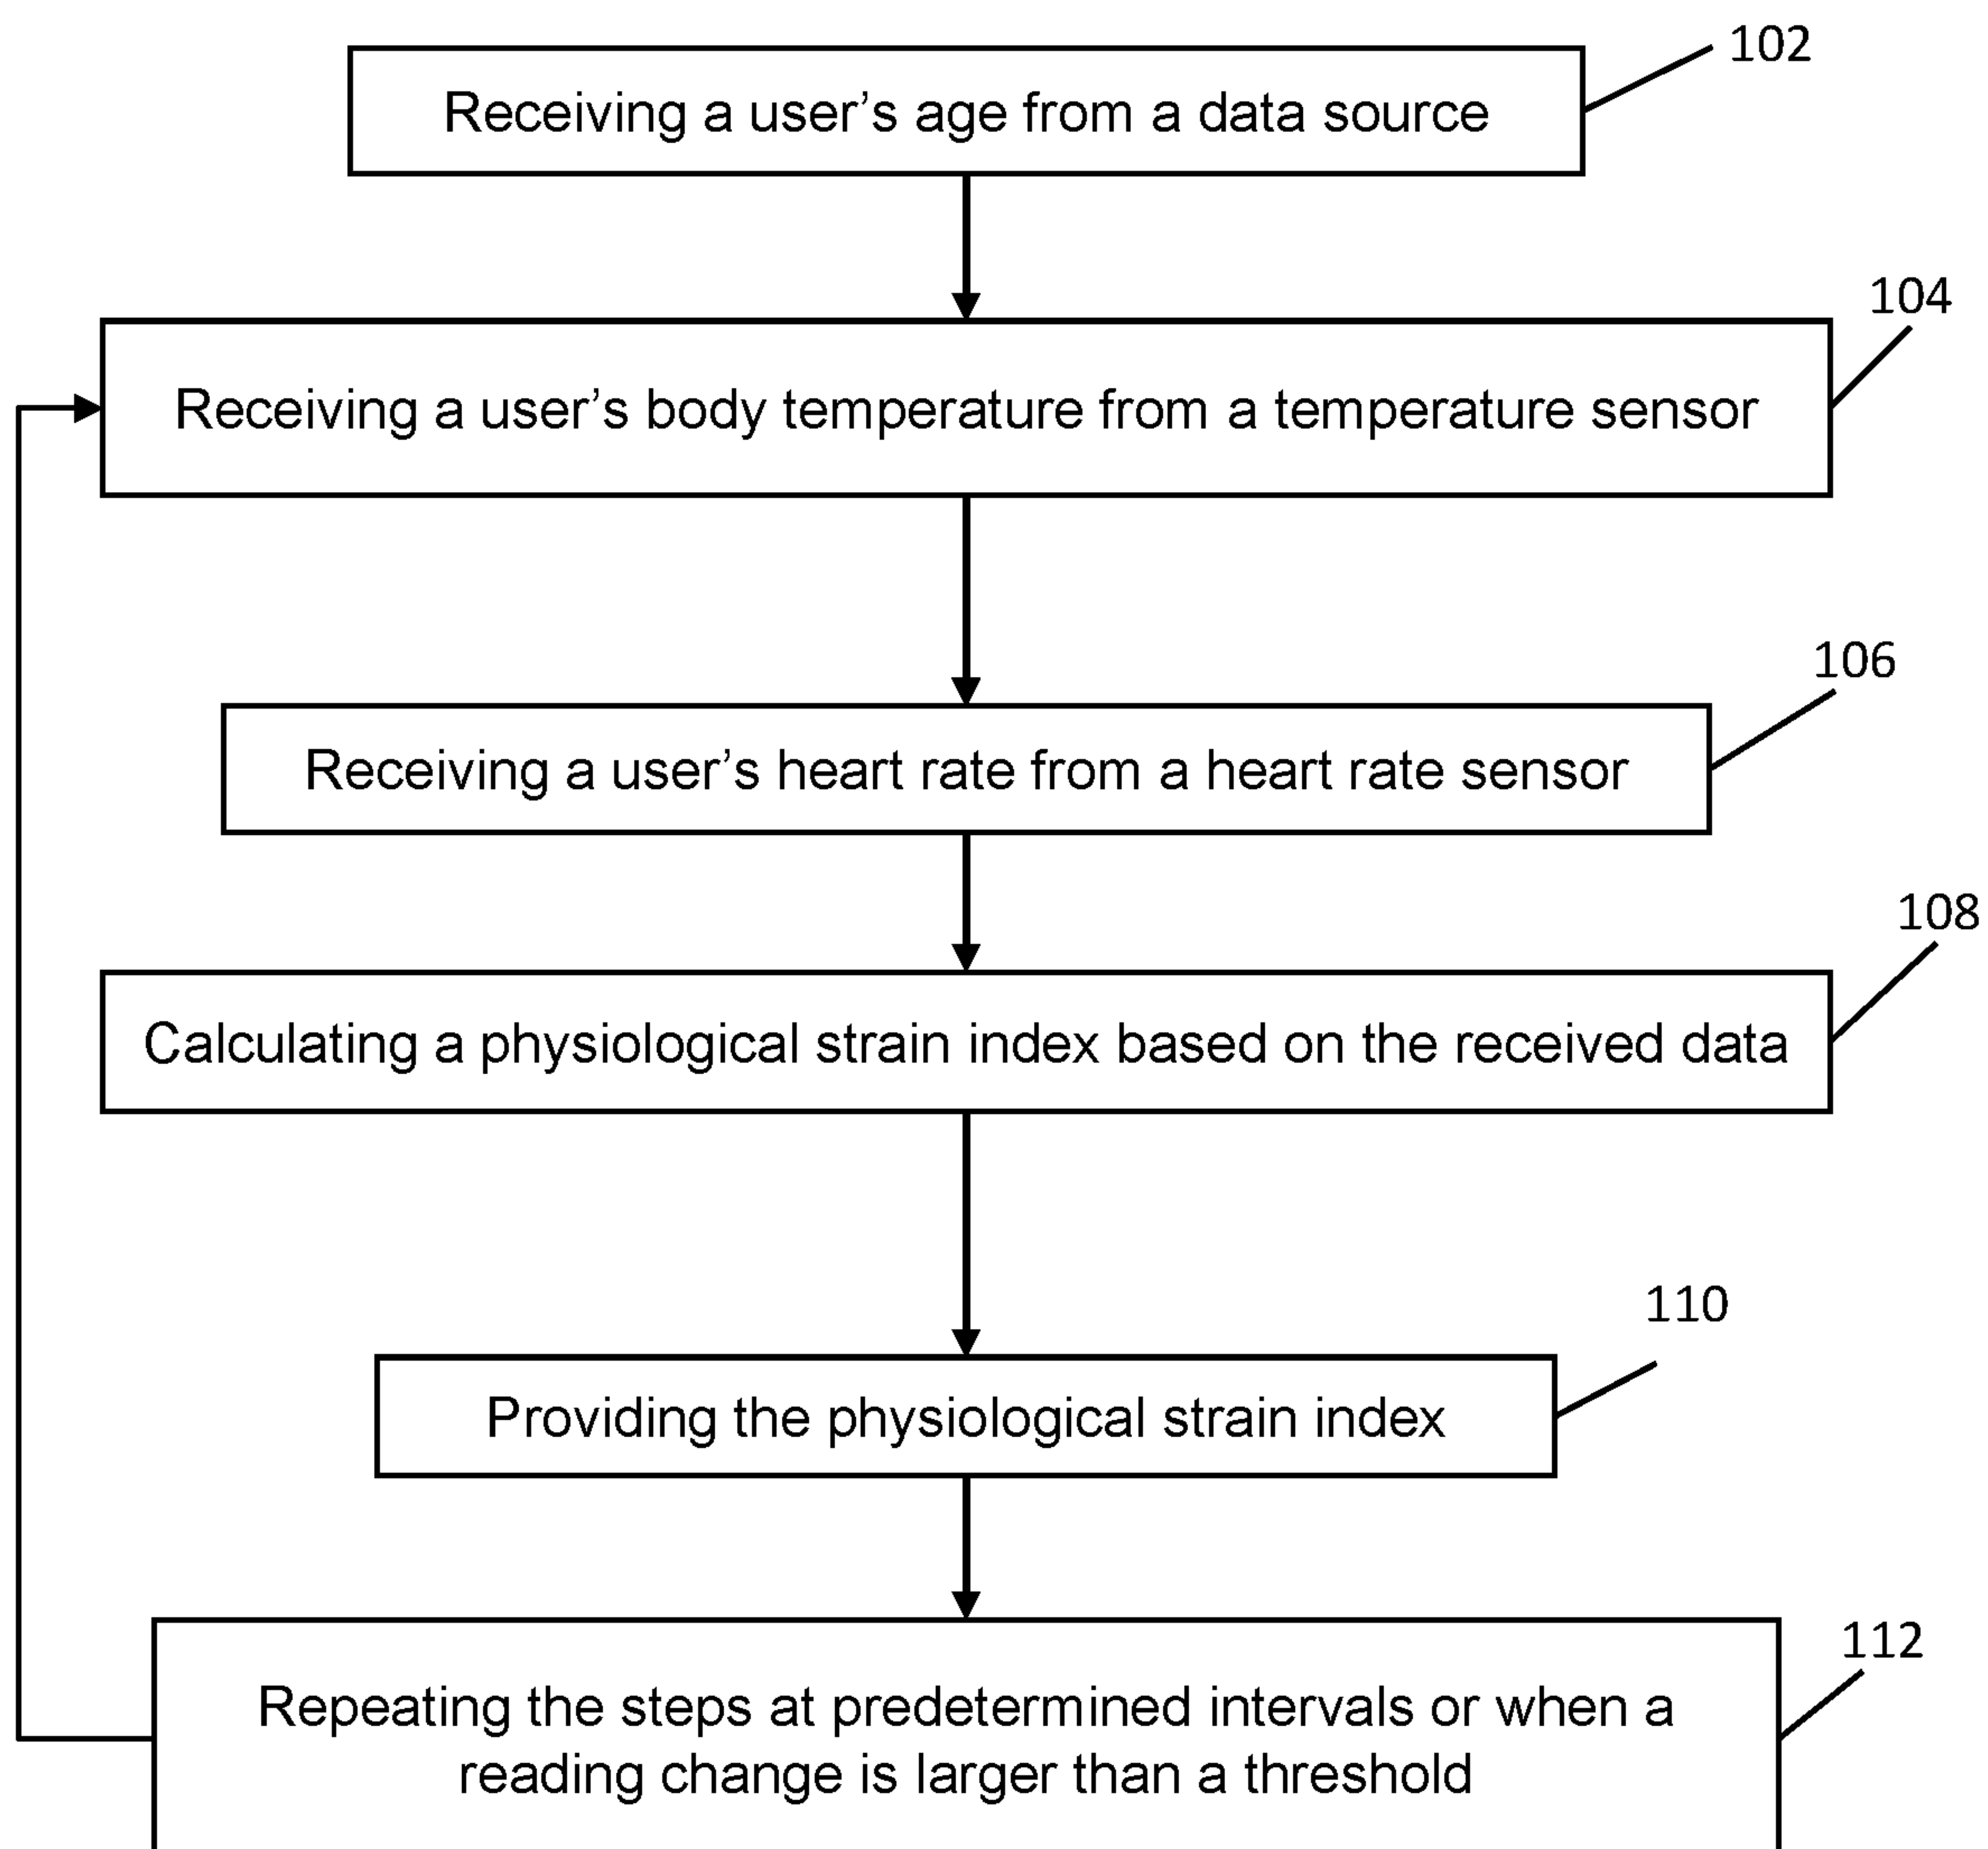 102
Receiving a user’s age from a data source
104
Receiving a user’s body temperature from a temperature sensor
106
Receiving a user’s heart rate from a heart rate sensor
108
Calculating a physiological strain index based on the received data
110
Providing the physiological strain index
112
Repeating the steps at predetermined intervals or when a
reading change is larger than a threshold